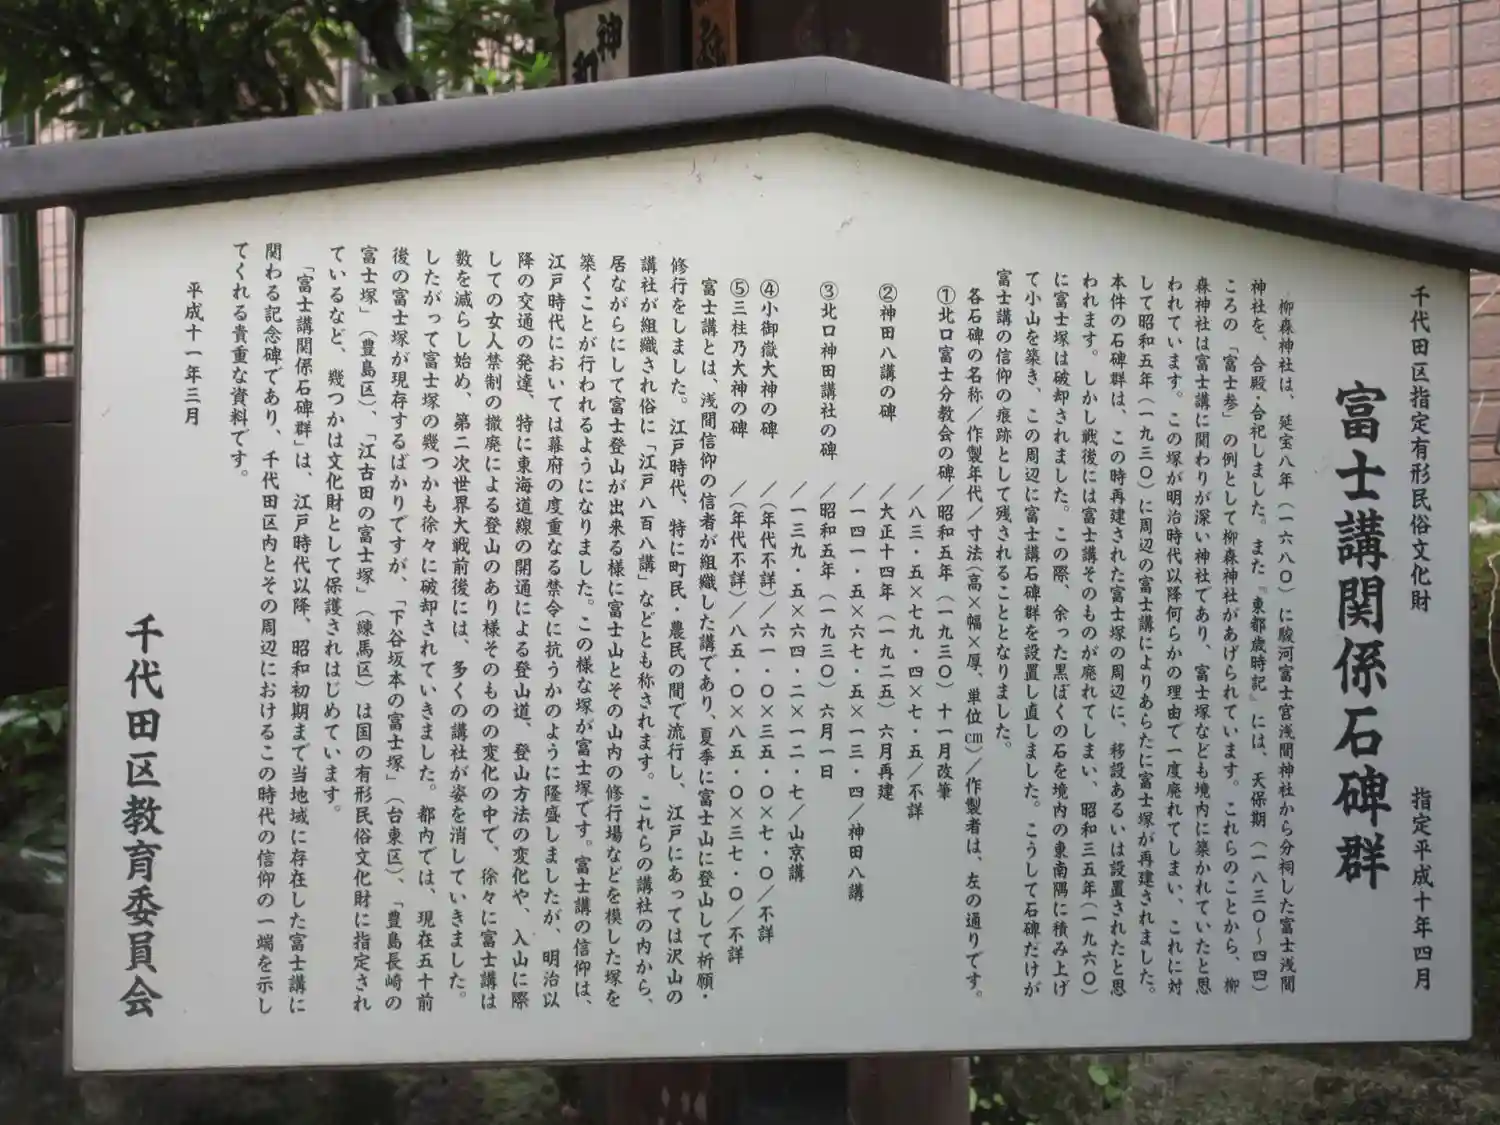 千代田区指定有形民俗文化財　指定平成十年四月
富士講関係石碑群
柳森神社は、延宝八年（一六八〇）に駿河富士宮浅間神社から分祠した富士浅間
神社を、合殿・合祀しました。また『東都歳時記』には、天保期（一八三〇～四四）
ころの「富士参」の例として柳森神社があげられています。これらのことから、柳
森神社は富士講に関わりが深い神社であり、富士塚なども境内に築かれていたと思
われています。この塚が明治時代以降何らかの理由で一度廃れてしまい、これに対
して昭和五年（一九三〇）に周辺の富士講によりあらたに富士塚が再建されました。
本件の石碑群は、この時再建された富士塚の周辺に、移設あるいは設置されたと思
われます。しかし戦後には富士講そのものが廃れてしまい、昭和三五年（一九六〇）
に富士塚は破却されました。この際、余った黒ぼくの石を境内の東南隅に積み上げ
て小山を築き、この周辺に富士講石碑群を設置し直しました。こうして石碑だけが
富士講の信仰の痕跡として残されることとなりました。
各石碑の名称／作製年代／寸法（高×幅×厚、単位㎝）／作製者は、左の通りです。
①北口富士分教会の碑／昭和五年（一九三〇）十一月改筆
／八三・五×七九・四×七・五／不詳
②神田八講の碑　／大正十四年（一九二五）六月再建
／一四一・五×六七・五×一三・四／神田八講
③北口神田講社の碑　／昭和五年（一九三〇）六月一日
／一三九・五×六四・二×一二・七／山京講
④小御嶽大神の碑　／（年代不詳）／六一・〇×三五・〇×七・〇／不詳
⑤三柱乃大神の碑　／（年代不詳）／八五・〇×八五・〇×三七・〇／不詳
富士講とは、浅間信仰の信者が組織した講であり、夏季に富士山に登山して祈願・
修行をしました。江戸時代、特に町民・農民の間で流行し、江戸にあっては沢山の
講社が組織され俗に「江戸八百八講」などとも称されます。これらの講社の内から、
居ながらにして富士登山が出来る様に富士山とその山内の修行場などを模した塚を
築くことが行われるようになりました。この様な塚が富士塚です。富士講の信仰は、
江戸時代においては幕府の度重なる禁令に抗うかのように隆盛しましたが、明治以
降の交通の発達、特に東海道線の開通による登山道、登山方法の変化や、入山に際
しての女人禁制の撤廃による登山のあり様そのものの変化の中で、徐々に富士講は
数を減らし始め、第二次世界大戦前後には、多くの講社が姿を消していきました。
したがって富士塚の幾つかも徐々に破却されていきました。都内では、現在五十前
後の富士塚が現存するばかりですが、「下谷坂本の富士塚」（台東区）、「豊島長崎の
富士塚」（豊島区）、「江古田の富士塚」（練馬区）は国の有形民俗文化財に指定され
ているなど、幾つかは文化財として保護されはじめています。
「富士講関係石碑群」は、江戸時代以降、昭和初期まで当地域に存在した富士講に
関わる記念碑であり、千代田区内とその周辺におけるこの時代の信仰の一端を示し
てくれる貴重な資料です。
平成十一年三月
千代田区教育委員会